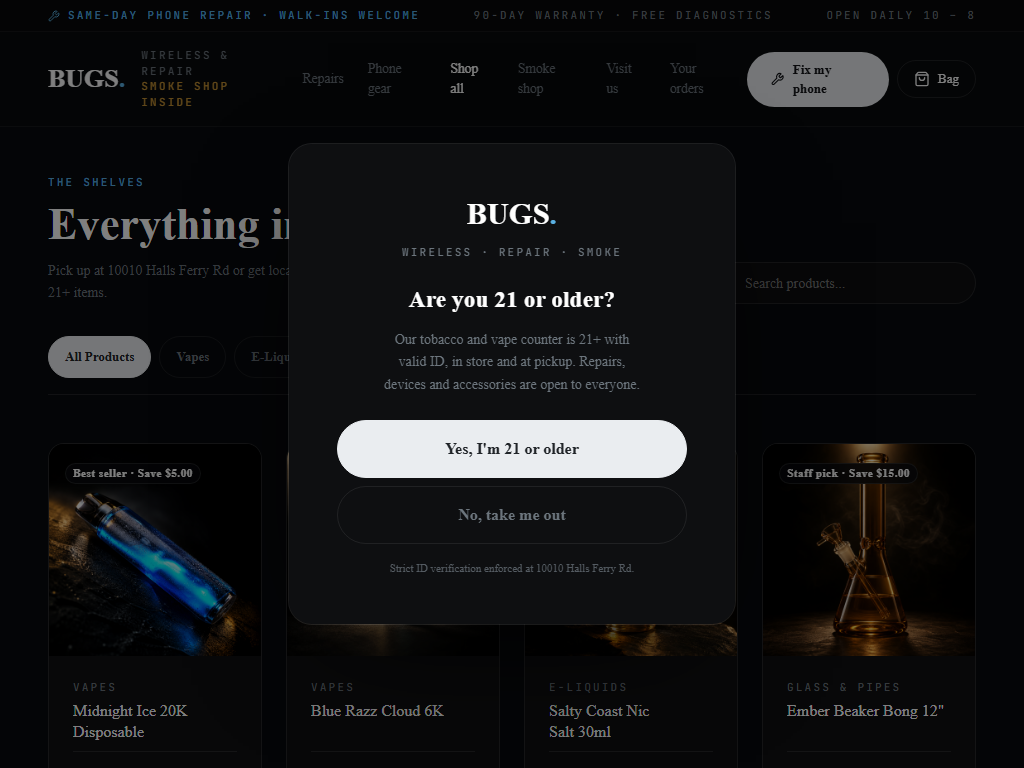 SAME-DAY PHONE REPAIR · WALK-INS WELCOME
90-DAY WARRANTY · FREE DIAGNOSTICS
OPEN DAILY 10 – 8
BUGS.
WIRELESS &
REPAIR
SMOKE SHOP
INSIDE
Repairs
Phone
gear
Shop
all
Smoke
shop
Visit
us
Your
orders
Fix my
phone
Bag
THE SHELVES
Everything
Pick up at 10010 Halls Ferry Rd or get
21+ items.
Search products...
All Products
Vapes
BUGS.
WIRELESS · REPAIR · SMOKE
Are you 21 or older?
Our tobacco and vape counter is 21+ with
valid ID, in store and at pickup. Repairs,
devices and accessories are open to everyone.
Yes, I'm 21 or older
No, take me out
Strict ID verification enforced at 10010 Halls Ferry Rd.
Best seller · Save $5.00
Staff pick · Save $15.00
VAPES
Midnight Ice 20K
Disposable
VAPES
Blue Razz Cloud 6K
E-LIQUIDS
Salty Coast Nic
Salt 30ml
GLASS & PIPES
Ember Beaker Bong 12"